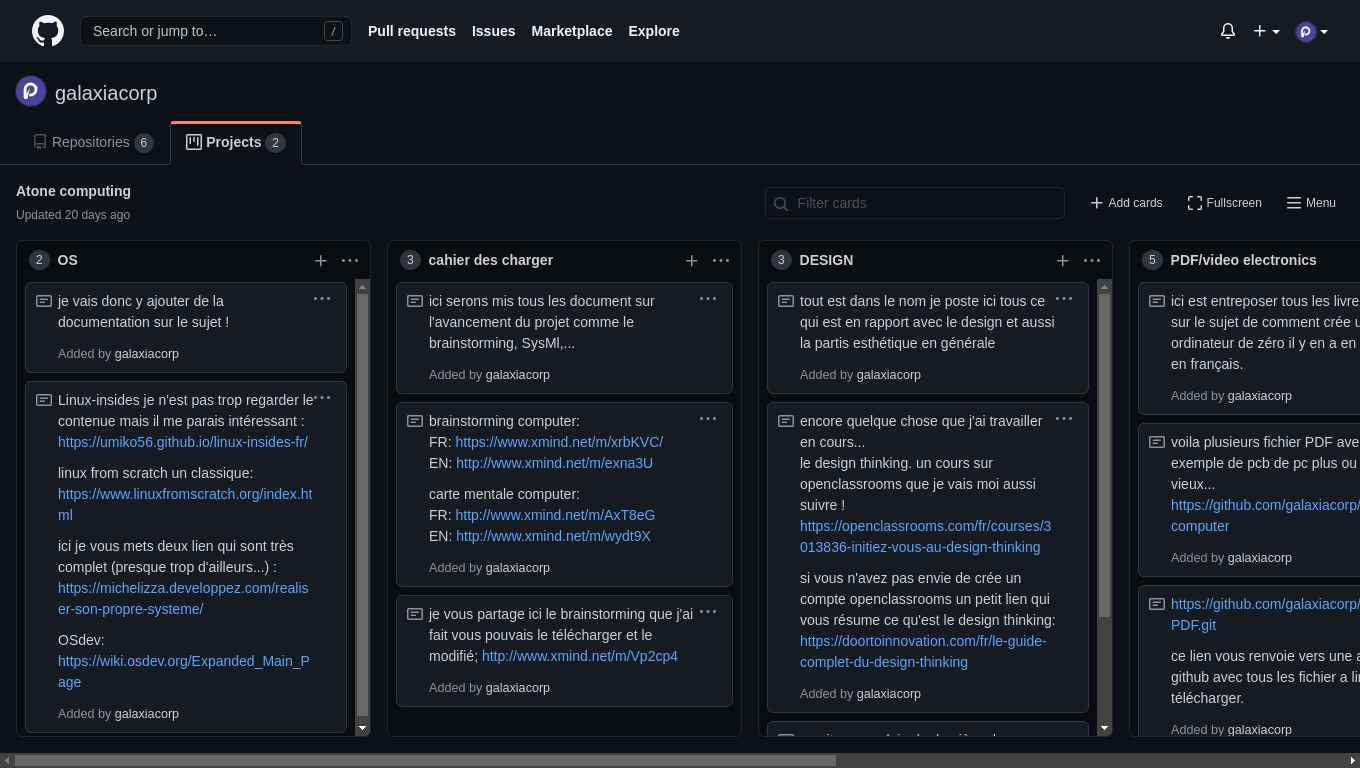 Search or jump to…
/
Pull requests
Issues
Marketplace
Explore
galaxiacorp
Repositories 6
Projects 2
Atone computing
Updated 20 days ago
Filter cards
Add cards
Fullscreen
Menu
2 OS
je vais donc y ajouter de la
documentation sur le sujet !
Added by galaxiacorp
Linux-insides je n'est pas trop regarder le
contenue mais il me parais intéressant :
https://umiko56.github.io/linux-insides-fr/
linux from scratch un classique:
https://www.linuxfromscratch.org/index.ht
ml
ici je vous mets deux lien qui sont très
complet (presque trop d'ailleurs...) :
https://michelizza.developpez.com/realis
er-son-propre-systeme/
OSdev:
https://wiki.osdev.org/Expanded_Main_P
age
Added by galaxiacorp
3 cahier des charger
ici serons mis tous les document sur
l'avancement du projet comme le
brainstorming, SysMl,...
Added by galaxiacorp
brainstorming computer:
FR: https://www.xmind.net/m/xrbKVC/
EN: http://www.xmind.net/m/exna3U
carte mentale computer:
FR: http://www.xmind.net/m/AxT8eG
EN: http://www.xmind.net/m/wydt9X
Added by galaxiacorp
je vous partage ici le brainstorming que j'ai
fait vous pouvais le télécharger et le
modifié; http://www.xmind.net/m/Vp2cp4
Added by galaxiacorp
3 DESIGN
tout est dans le nom je poste ici tous ce
qui est en rapport avec le design et aussi
la partis esthétique en générale
Added by galaxiacorp
encore quelque chose que j'ai travailler
en cours...
le design thinking. un cours sur
openclassrooms que je vais moi aussi
suivre !
https://openclassrooms.com/fr/courses/3
013836-initiez-vous-au-design-thinking
si vous n'avez pas envie de crée un
compte openclassrooms un petit lien qui
vous résume ce qu'est le design thinking:
https://doortoinnovation.com/fr/le-guide-
complet-du-design-thinking
Added by galaxiacorp
5 PDF/video electronics
ici est entreposer tous les livre
sur le sujet de comment crée u
ordinateur de zéro il y en a en
en français.
Added by galaxiacorp
voila plusieurs fichier PDF ave
exemple de pcb de pc plus ou
vieux...
https://github.com/galaxiacorp/
computer
Added by galaxiacorp
https://github.com/galaxiacorp/
PDF.git
ce lien vous renvoie vers une a
github avec tous les fichier a li
télécharger.
Added by galaxiacorp